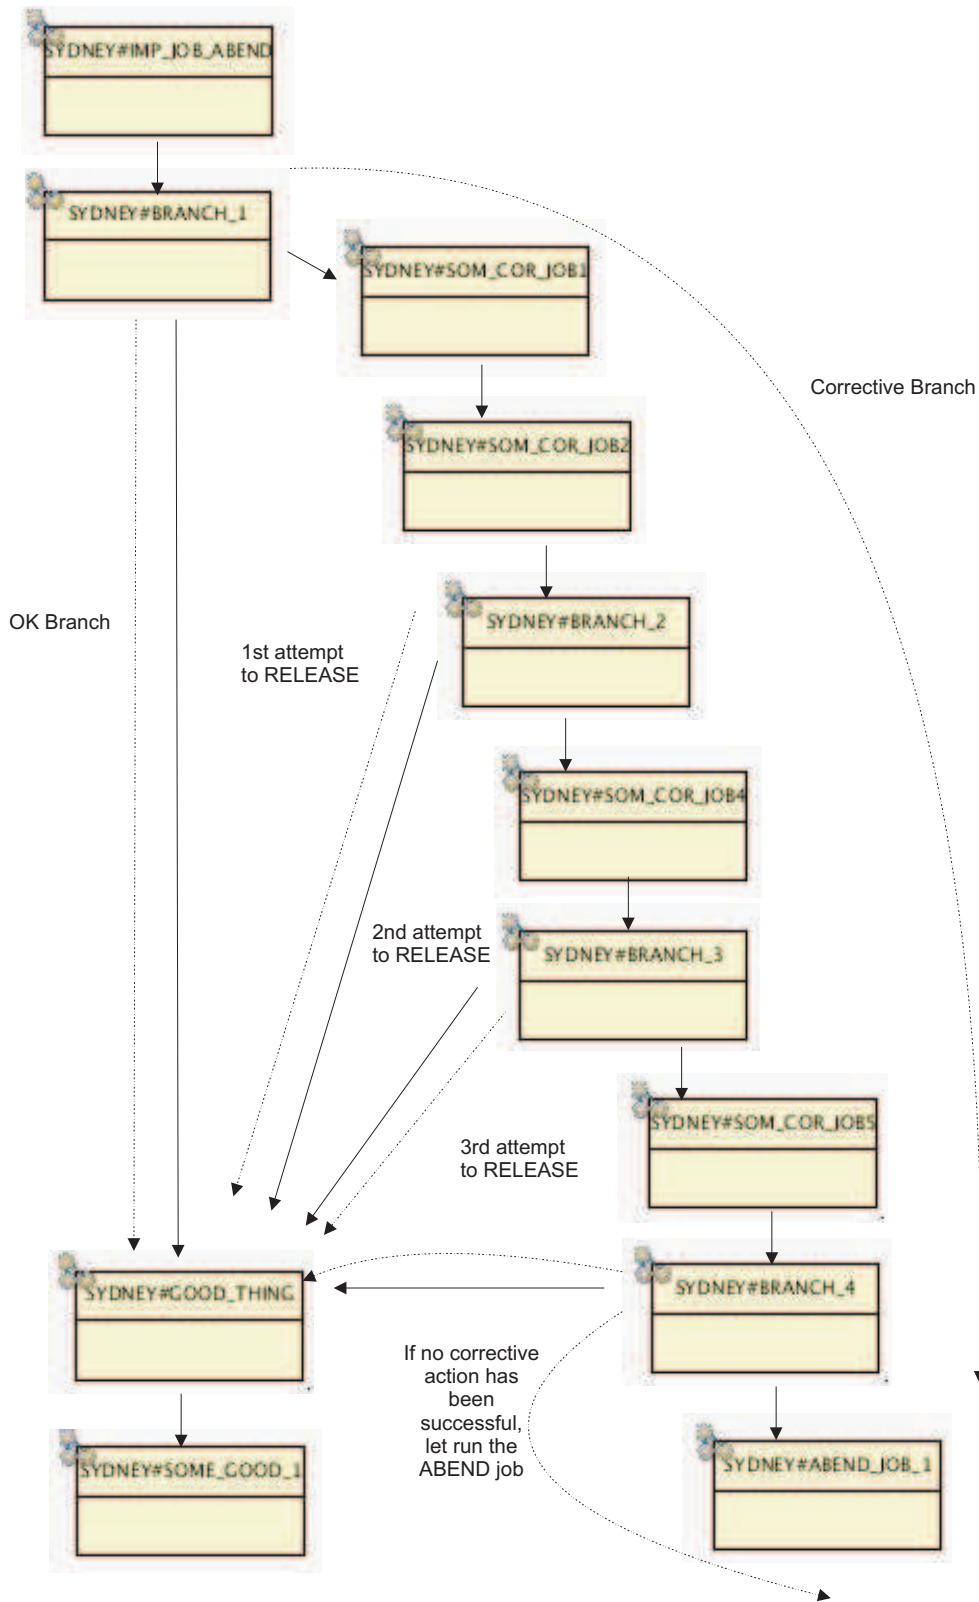 SYDNEY#IMP_JOB_ABEND
SYDNEY#BRANCH_1
SYDNEY#SOM_COR_JOB1
Corrective Branch
SYDNEY#SOM_COR_JOB2
OK Branch
SYDNEY#BRANCH_2
1st attempt
to RELEASE
SYDNEY#SOM_COR_JOB4
2nd attempt
to RELEASE
SYDNEY#BRANCH_3
SYDNEY#SOM_COR_JOB5
3rd attempt
to RELEASE
SYDNEY#GOOD_THING
SYDNEY#BRANCH_4
If no corrective
action has
been
successful,
let run the
ABEND job
SYDNEY#SOME_GOOD_1
SYDNEY#ABEND_JOB_1